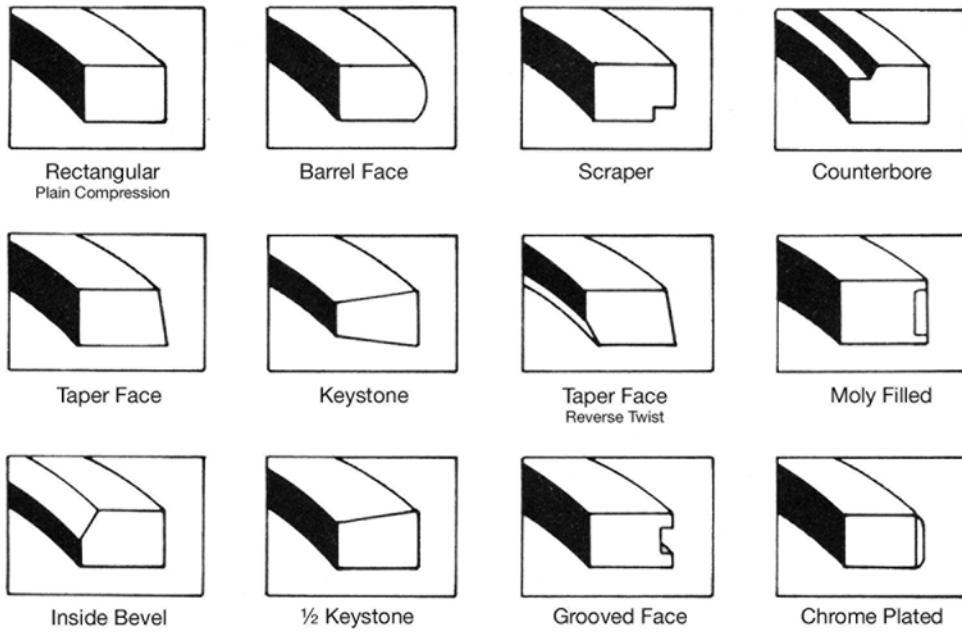 Rectangular
Plain Compression
Barrel Face
Scraper
Counterbore
Taper Face
Keystone
Taper Face
Reverse Twist
Moly Filled
Inside Bevel
½ Keystone
Grooved Face
Chrome Plated